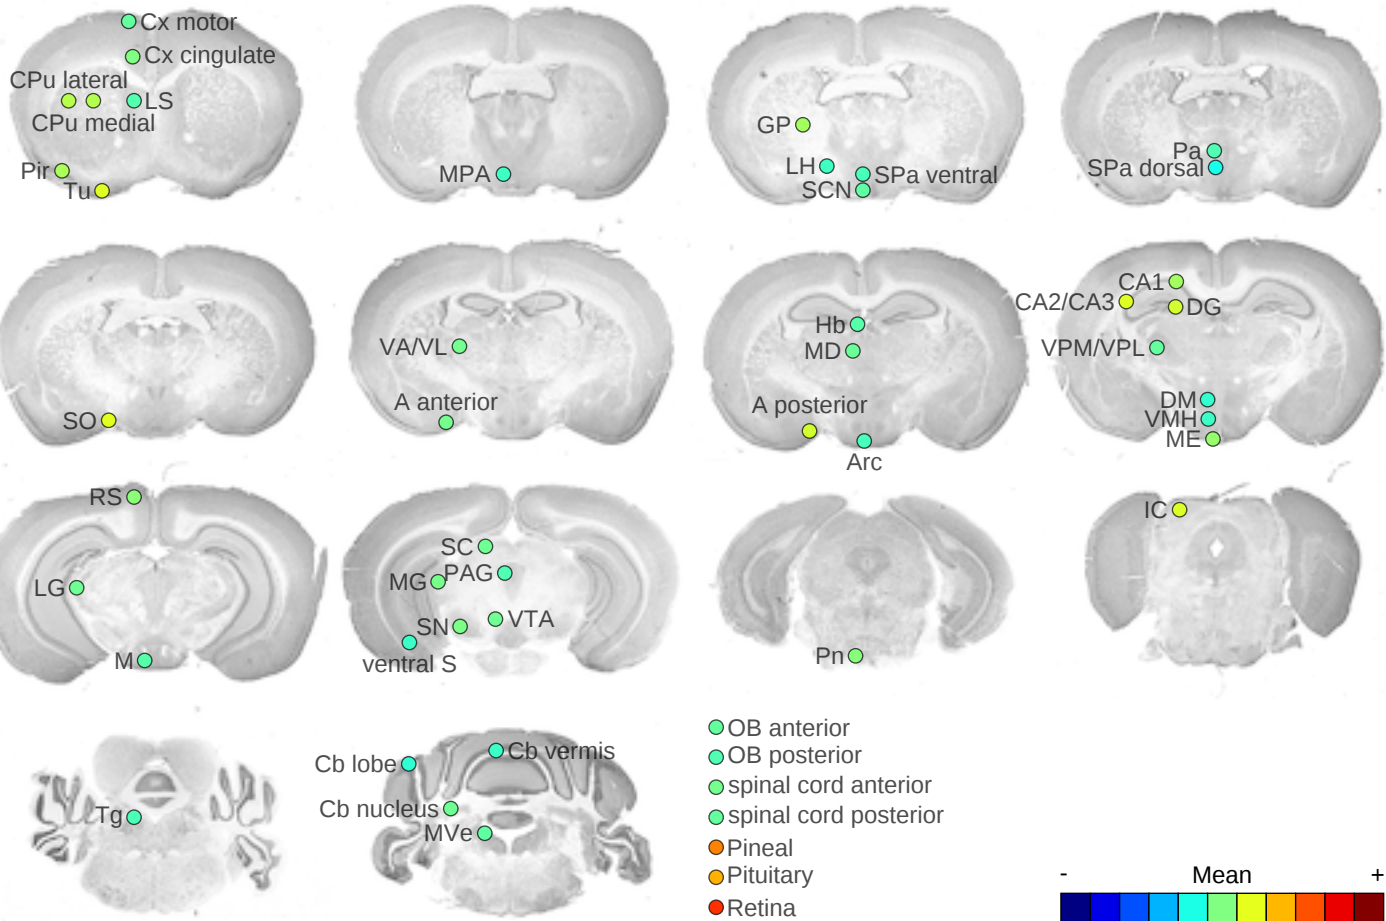 Cx motor
Cx cingulate
CPu lateral
LS
CPu medial
Pir
Tu
MPA
GP
LH
SPa ventral
SCN
Pa
SPa dorsal
SO
VA/VL
A anterior
Hb
MD
A posterior
Arc
CA1
CA2/CA3
DG
VPM/VPL
DM
VMH
ME
RS
LG
M
SC
MG
PAG
SN
VTA
ventral S
Pn
IC
Tg
Cb lobe
Cb vermis
Cb nucleus
MVe
OB anterior
OB posterior
spinal cord anterior
spinal cord posterior
Pineal
Pituitary
Retina
- Mean +